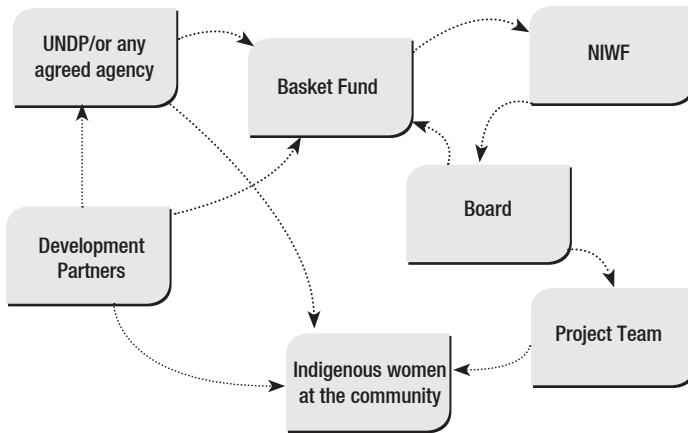 UNDP/or any
agreed agency
Basket Fund
NIWF
Board
Development
Partners
Project Team
Indigenous women
at the community